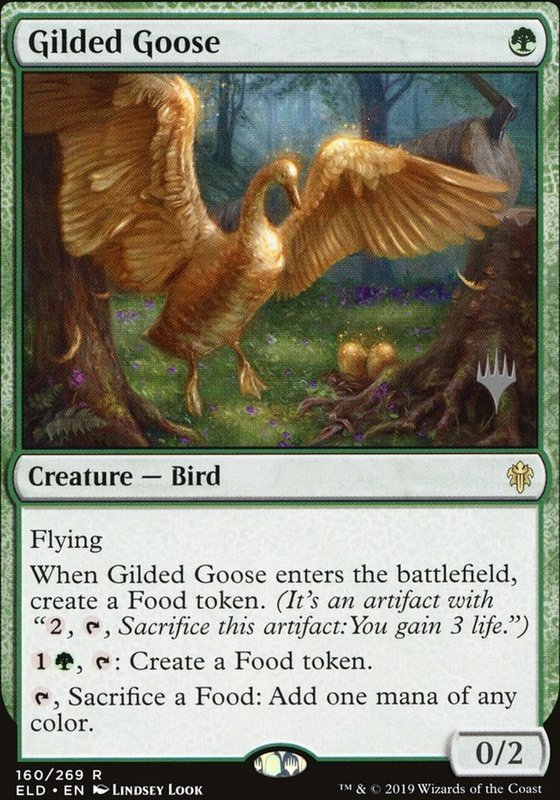 Gilded Goose
Creature — Bird
Flying
When Gilded Goose enters the battlefield,
create a Food token. (It's an artifact with
“2, , Sacrifice this artifact:You gain 3 life.”)
1, : Create a Food token.
, Sacrifice a Food: Add one mana of any
color.
0/2
160/269 R
ELD • EN Lindsey Look
™ & © 2019 Wizards of the Coast